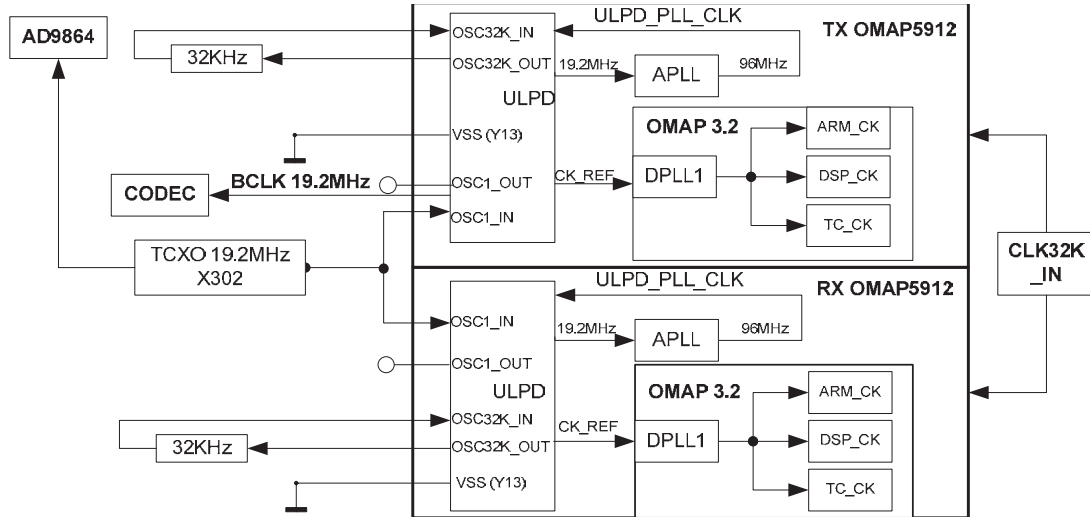 AD9864
32KHz
CODEC
BCLK 19.2MHz
TCXO 19.2MHz
X302
OSC32K_IN
OSC32K_OUT
ULPD
VSS (Y13)
OSC1_OUT
OSC1_IN
ULPD_PLL_CLK
TX OMAP5912
19.2MHz
APLL
96MHz
OMAP 3.2
CK_REF
DPLL1
ARM_CK
DSP_CK
TC_CK
CLK32K
_IN
ULPD_PLL_CLK
RX OMAP5912
OSC1_IN
19.2MHz
APLL
96MHz
OSC1_OUT
ULPD
OMAP 3.2
OSC32K_IN
CK_REF
DPLL1
OSC32K_OUT
32KHz
VSS (Y13)
ARM_CK
DSP_CK
TC_CK